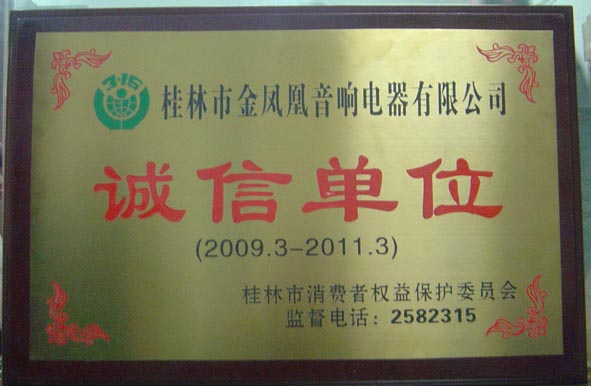 3·15
桂林市金凤凰音响电器有限公司
诚信单位
(2009.3-2011.3)
桂林市消费者权益保护委员会
监督电话：2582315